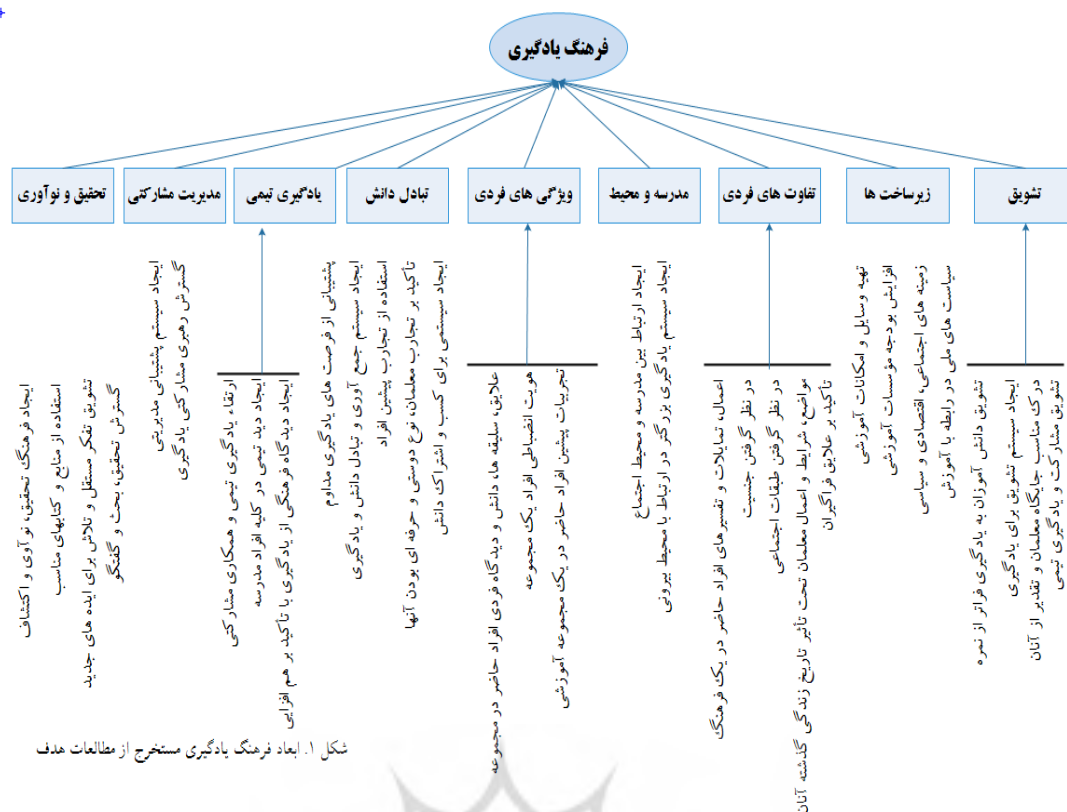 فرهنگ یادگیری
تشویق
زیرساخت ها
تفاوت های فردی
مدرسه و محیط
ویژگی های فردی
تبادل دانش
یادگیری تیمی
مدیریت مشارکتی
تحقیق و نوآوری
تشویق مشارکت و یادگیری تیمی
درک مناسب جایگاه معلمان و تقدیر از آنان
ایجاد سیستم تشویق برای یادگیری
تشویق دانش آموزان به یادگیری فراتر از نمره
سیاست های ملی در رابطه با آموزش
زمینه های اجتماعی، اقتصادی و سیاسی
افزایش بودجه مؤسسات آموزشی
تهیه وسایل و امکانات آموزشی
تأکید بر علایق فراگیران
مواضع، شرایط و اعمال معلمان تحت تأثیر تاریخ زندگی گذشته آنان
در نظر گرفتن طبقات اجتماعی
در نظر گرفتن جنسیت
اعمال، تمایلات و تفسیرهای افراد حاضر در یک فرهنگ
ایجاد سیستم یادگیری بزرگتر در ارتباط با محیط بیرونی
ایجاد ارتباط بین مدرسه و محیط اجتماع
تجربیات پیشین افراد حاضر در یک مجموعه آموزشی
هویت انضباطی افراد یک مجموعه
علایق، سلیقه ها، دانش و دیدگاه فردی افراد حاضر در مجموعه
ایجاد سیستمی برای کسب و اشتراک دانش
تأکید بر تجارب معلمان، نوع دوستی و حرفه ای بودن آنها
استفاده از تجارب پیشین افراد
ایجاد سیستم جمع آوری و تبادل دانش و یادگیری
پشتیبانی از فرصت های یادگیری مداوم
ایجاد دیدگاه فرهنگی از یادگیری با تأکید بر هم افزایی
ایجاد دید تیمی در کلیه افراد مدرسه
ارتقاء یادگیری تیمی و همکاری مشارکتی
گسترش رهبری مشارکتی یادگیری
ایجاد سیستم پشتیبانی مدیریتی
گسترش تحقیق، بحث و گفتگو
تشویق تفکر مستقل و تلاش برای ایده های جدید
استفاده از منابع و کتابهای مناسب
ایجاد فرهنگ تحقیق، نو آوی و اکتشاف
شکل ۱. ابعاد فرهنگ یادگیری مستخرج از مطالعات هدف